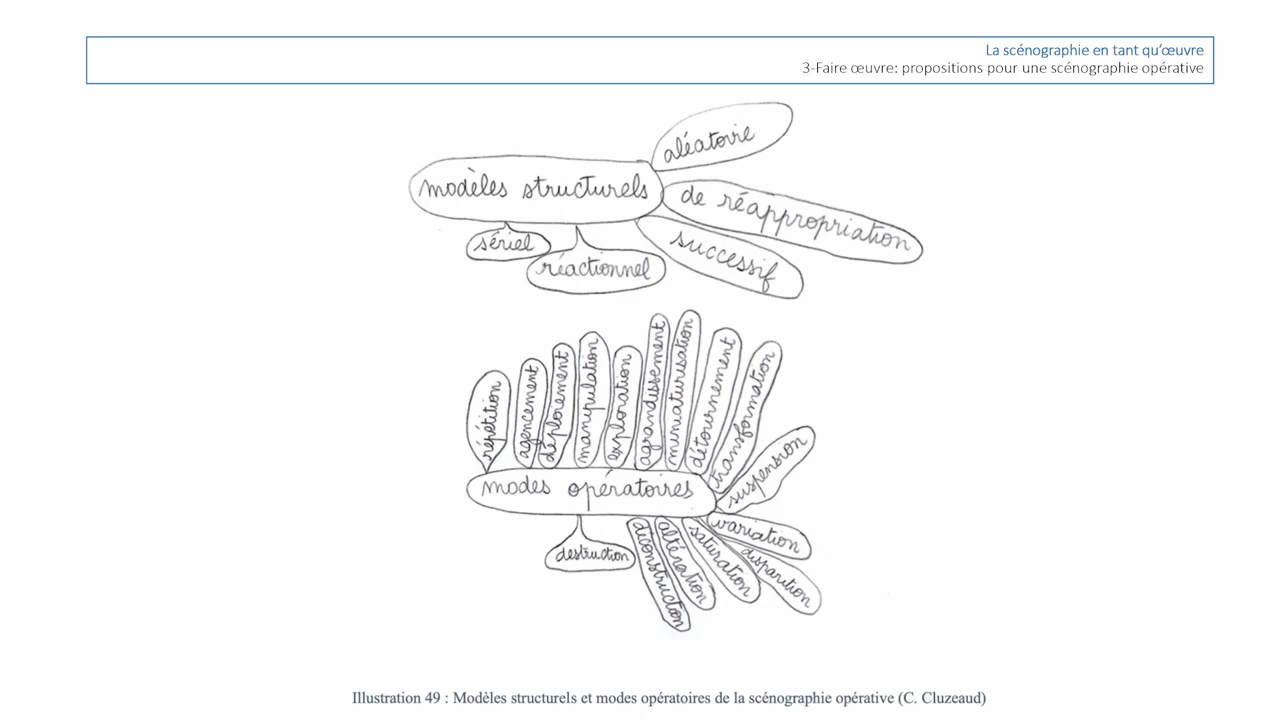 La scénographie en tant qu'œuvre
3-Faire œuvre: propositions pour une scénographie opérative
aléatoire
modèles structurels
de réappropriation
successif
sériel
réactionnel
répétition
agencement
déploiement
manipulation
exploration
agrandissement
miniaturisation
détournement
transformation
suspension
modes opératoires
variation
disparition
saturation
altération
déconstruction
destruction
Illustration 49 : Modèles structurels et modes opératoires de la scénographie opérative (C. Cluzeaud)